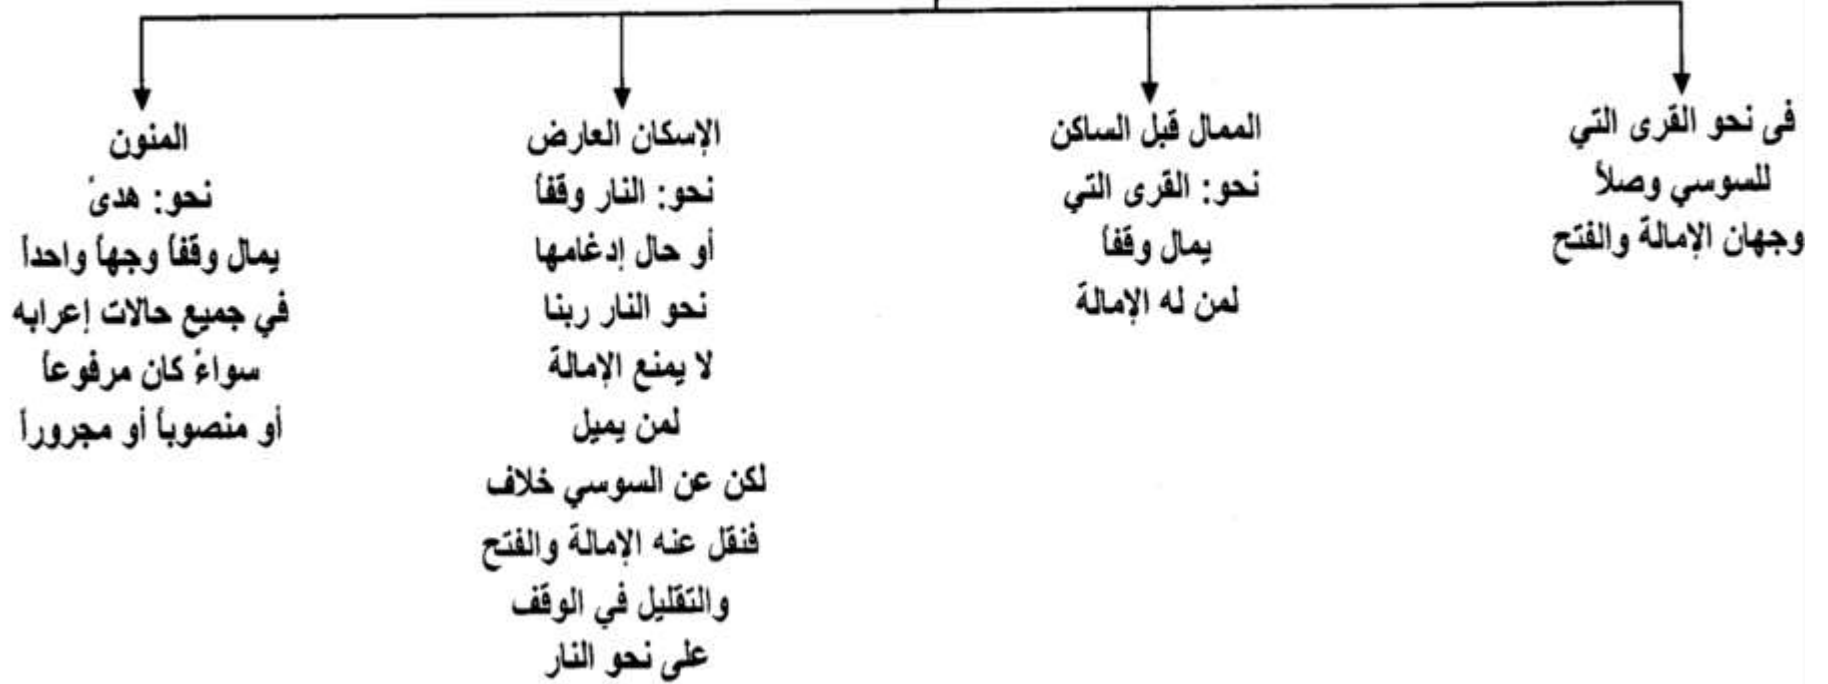 فى نحو القرى التي
للسوسي وصلاً
وجهان الإمالة والفتح
الممال قبل الساكن
نحو: القرى التي
يمال وقفاً
لمن له الإمالة
الإسكان العارض
نحو: النار وقفاً
أو حال إدغامها
نحو النار ربنا
لا يمنع الإمالة
لمن يميل
لكن عن السوسي خلاف
فنقل عنه الإمالة والفتح
والتقليل في الوقف
على نحو النار
المنون
نحو: هدىً
يمال وقفاً وجهاً واحداً
في جميع حالات إعرابه
سواءً كان مرفوعاً
أو منصوباً أو مجروراً